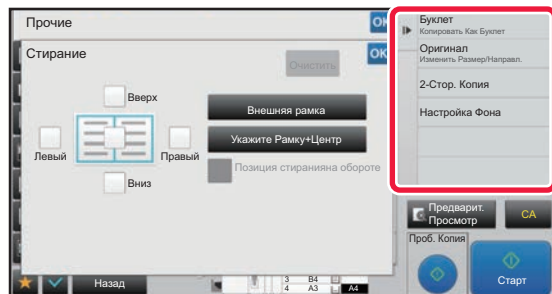 Прочие
OK
Стирание
OK
Очистить
Вверх
Левый
Правый
Вниз
Внешняя рамка
Укажите Рамку+Центр
Позиция стиранияна обороте
Буклет
Копировать Как Буклет
Оригинал
Изменить Размер/Направл.
2-Стор. Копия
Настройка Фона
Предварит.
Просмотр
CA
Проб. Копия
Старт
Назад
3 B4
4 A3
A4